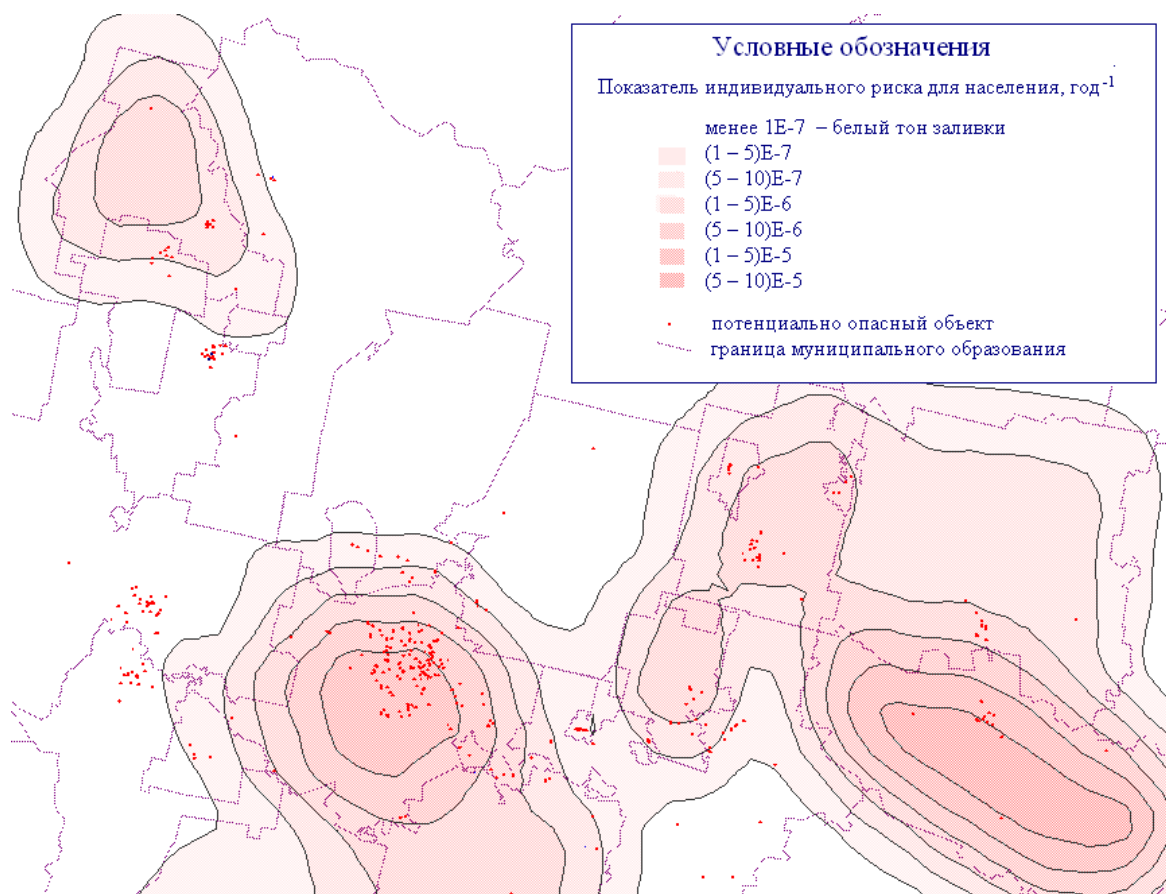 Условные обозначения
Показатель индивидуального риска для населения, год-1
менее 1E-7 – белый тон заливки
(1 – 5)E-7
(5 – 10)E-7
(1 – 5)E-6
(5 – 10)E-6
(1 – 5)E-5
(5 – 10)E-5
потенциально опасный объект
граница муниципального образования